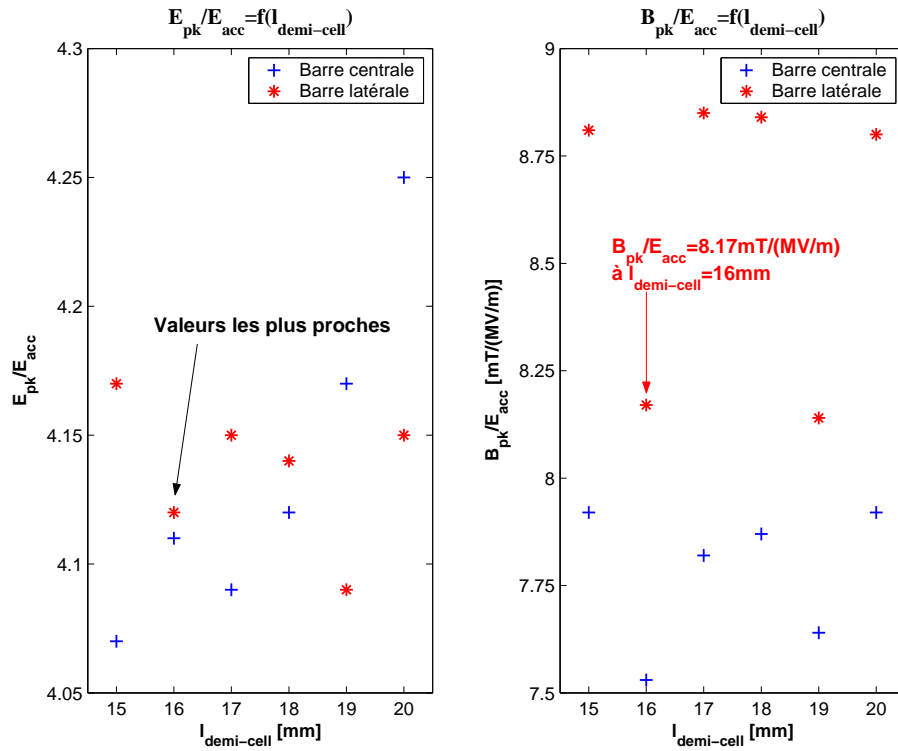 E_pk/E_acc=f(l_demi-cell)
4.3
4.25
4.2
4.15
4.1
4.05
E_pk/E_acc
Barre centrale
Barre latérale
Valeurs les plus proches
15 16 17 18 19 20
l_demi-cell [mm]
B_pk/E_acc=f(l_demi-cell)
9
8.75
8.5
8.25
8
7.75
7.5
B_pk/E_acc [mT/(MV/m)]
Barre centrale
Barre latérale
B_pk/E_acc=8.17mT/(MV/m)
à l_demi-cell=16mm
15 16 17 18 19 20
l_demi-cell [mm]